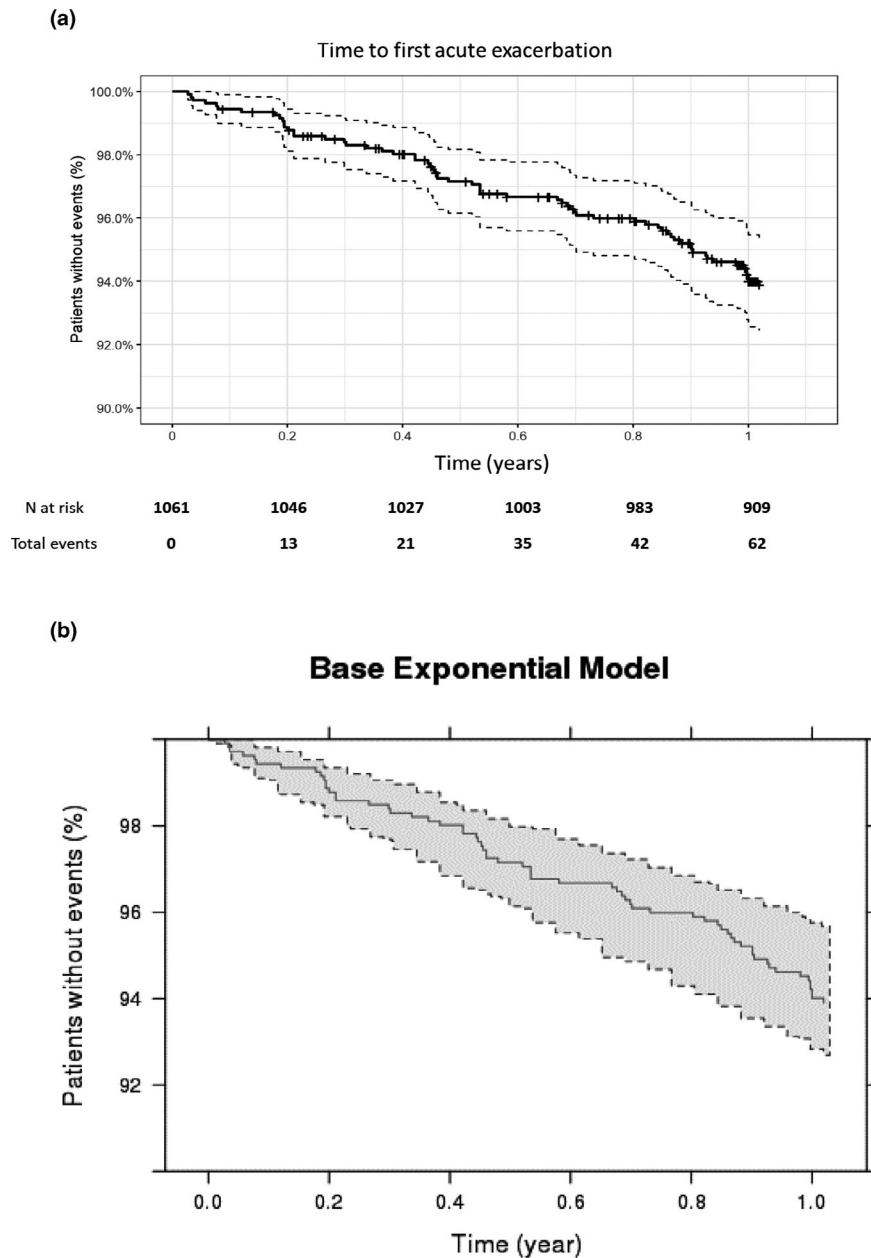 (a)
Time to first acute exacerbation
Patients without events (%)
100.0%
98.0%
96.0%
94.0%
92.0%
90.0%
0 0.2 0.4 0.6 0.8 1
Time (years)
N at risk 1061 1046 1027 1003 983 909
Total events 0 13 21 35 42 62
(b)
Base Exponential Model
Patients without events (%)
98
96
94
92
0.0 0.2 0.4 0.6 0.8 1.0
Time (year)